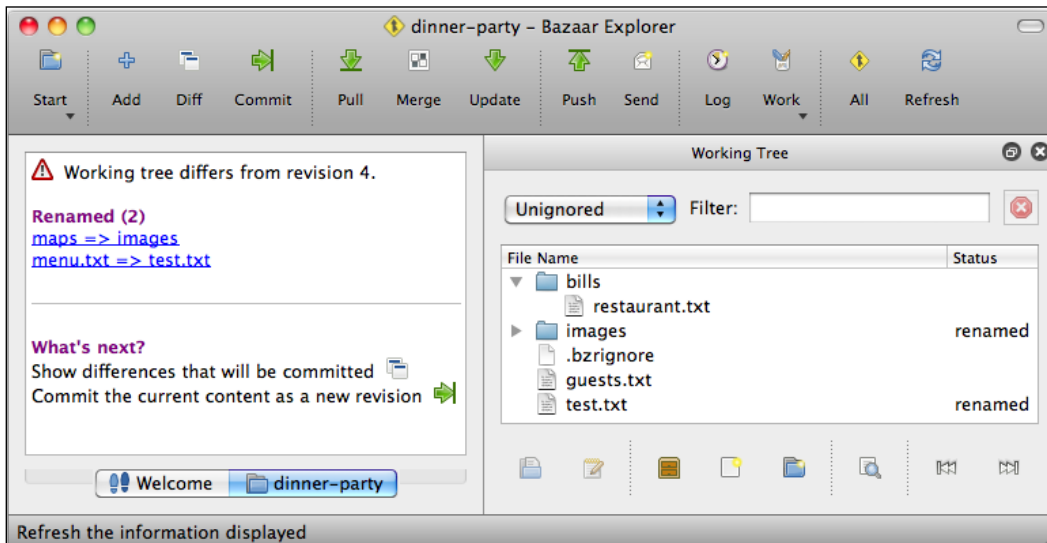 dinner-party – Bazaar Explorer
Start Add Diff Commit Pull Merge Update Push Send Log Work All Refresh
Working tree differs from revision 4.
Renamed (2)
maps => images
menu.txt => test.txt
What's next?
Show differences that will be committed
Commit the current content as a new revision
Welcome dinner-party
Working Tree
Unignored Filter:
File Name Status
bills
restaurant.txt
images renamed
.bzrignore
guests.txt
test.txt renamed
Refresh the information displayed